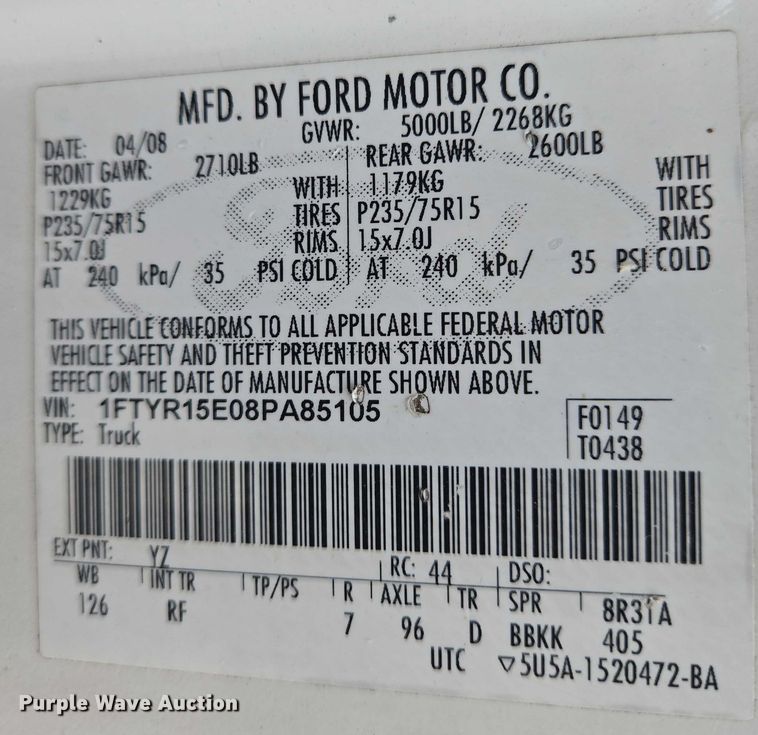 MFD. BY FORD MOTOR CO.
DATE: 04/08 GVWR: 5000LB/ 2268KG
FRONT GAWR: 2710LB REAR GAWR: 2600LB
1229KG WITH 1179KG WITH
P235/75R15 TIRES P235/75R15 TIRES
15x7.0J RIMS 15x7.0J RIMS
AT 240 kPa/ 35 PSI COLD AT 240 kPa/ 35 PSI COLD
THIS VEHICLE CONFORMS TO ALL APPLICABLE FEDERAL MOTOR
VEHICLE SAFETY AND THEFT PREVENTION STANDARDS IN
EFFECT ON THE DATE OF MANUFACTURE SHOWN ABOVE.
VIN: 1FTYR15E08PA85105 F0149
TYPE: Truck T0438
EXT PNT: YZ RC: 44 DSO:
WB INT TR TP/PS R AXLE TR SPR 8R31A
126 RF 7 96 D BBKK 405
UTC ▽5U5A-1520472-BA
Purple Wave Auction